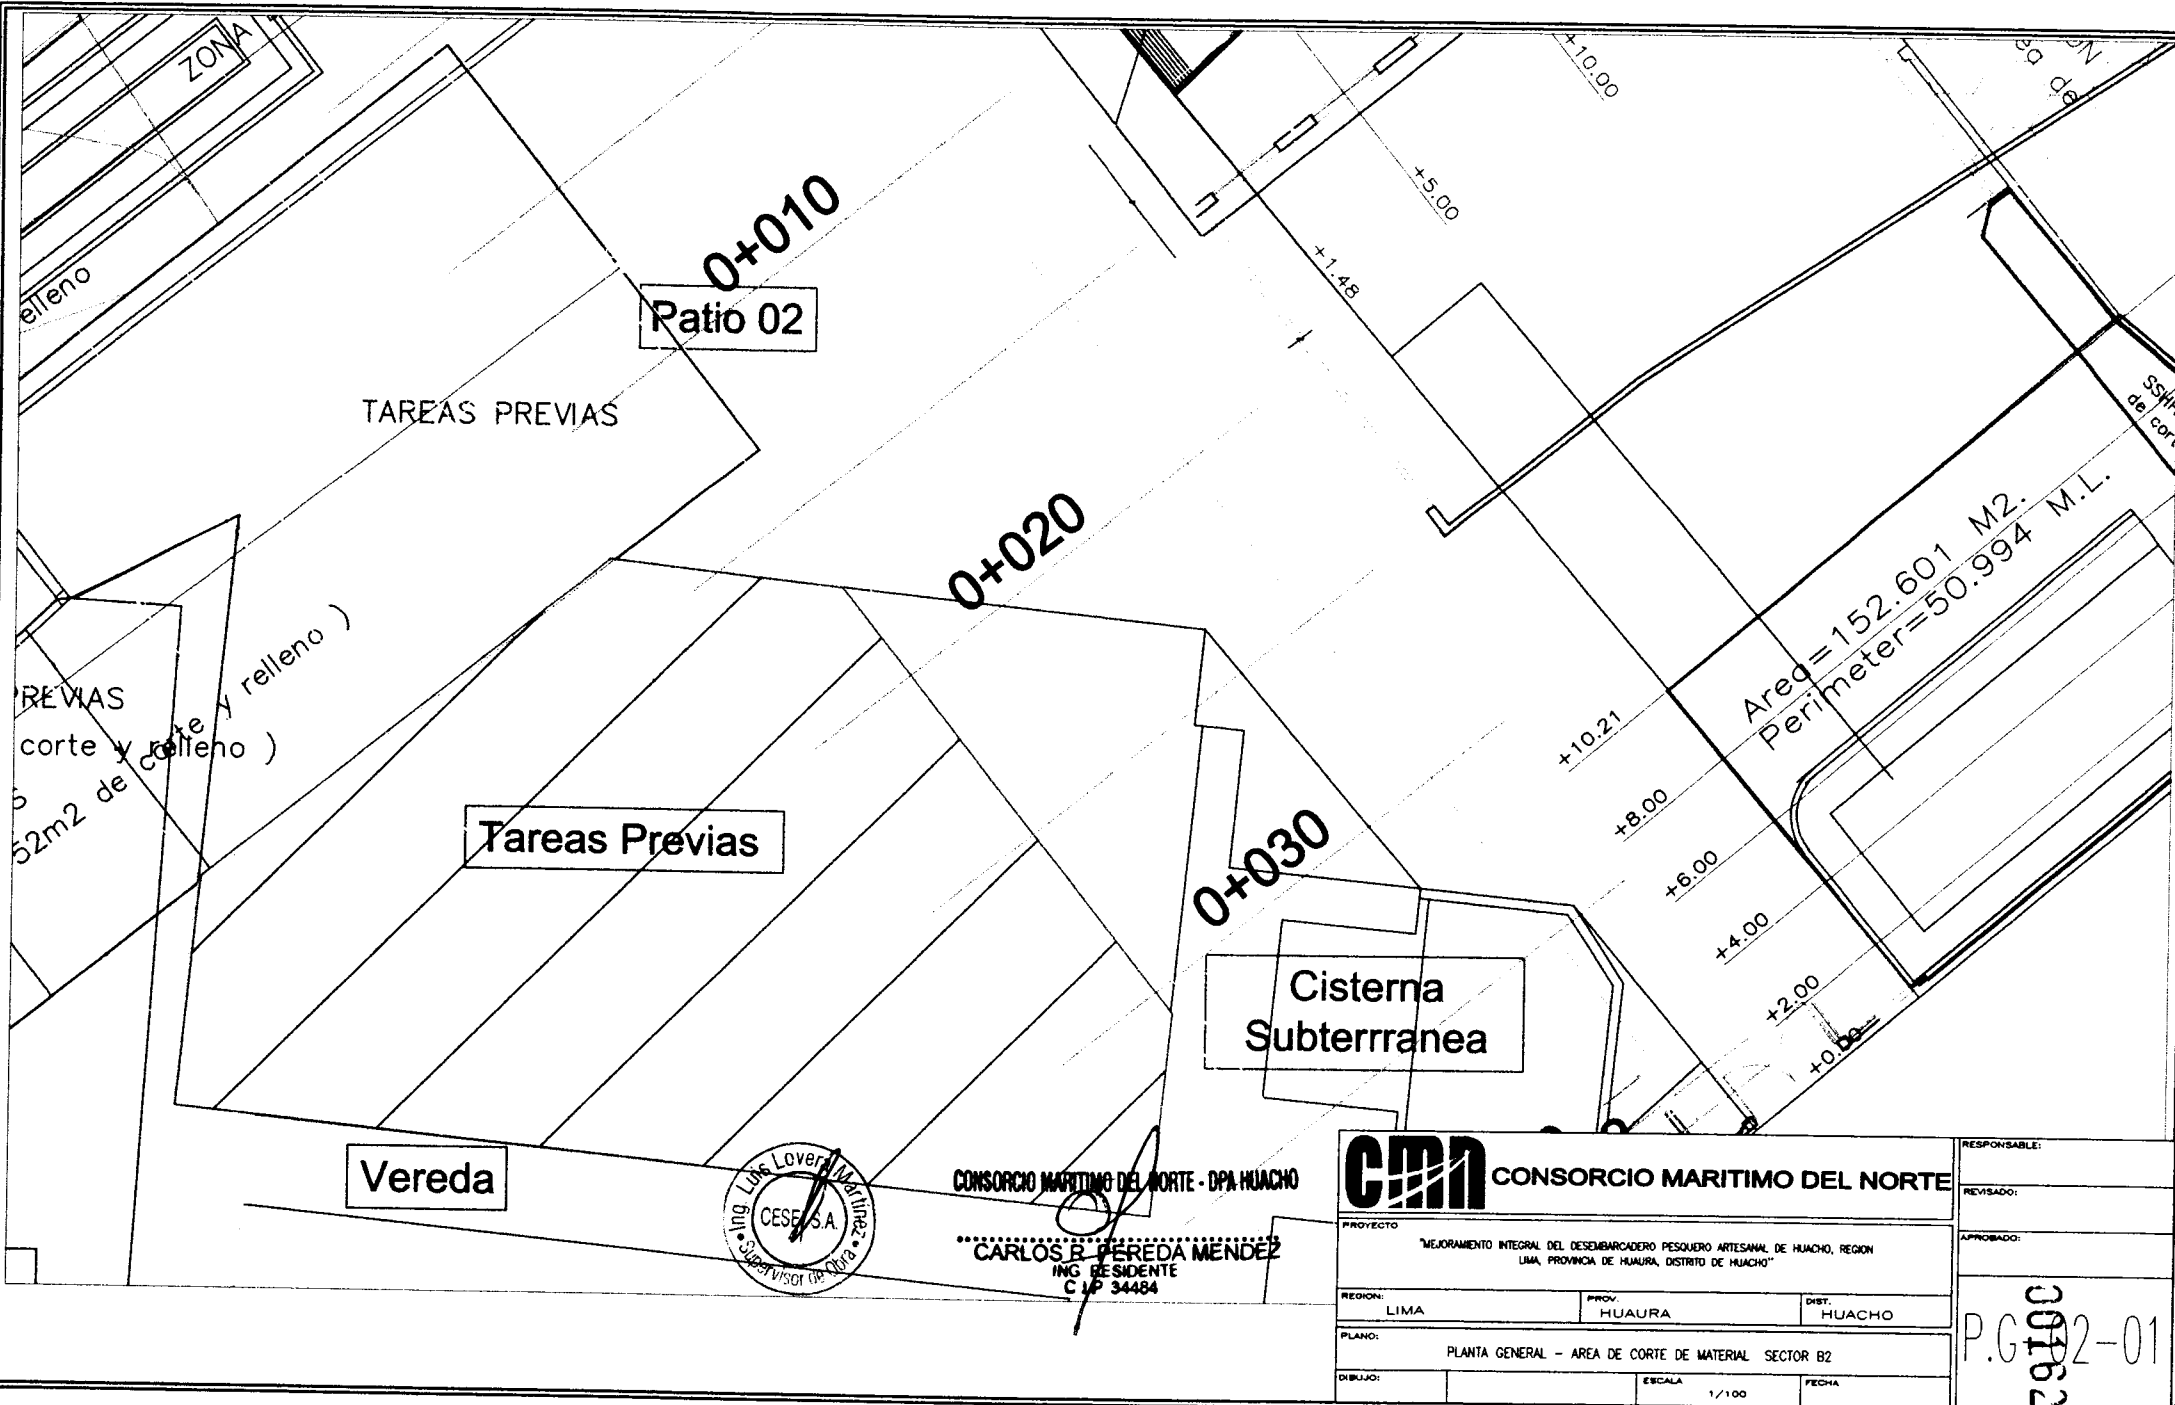 ZONA
elleno
0+010
Patio 02
TAREAS PREVIAS
+10.00
+5.00
+1.48
0+020
Area=152.601 M2.
Perimeter=50.994 M.L.
REVIAS
corte y relleno )
52m2 de corte y relleno )
Tareas Previas
0+030
+10.21
+8.00
+6.00
+4.00
+2.00
Cisterna
Subterrranea
Vereda
Ing. Luis Lovera Martinez
CESEL S.A.
Supervisor de Obra
CONSORCIO MARITIMO DEL NORTE - DPA HUACHO
CARLOS R. PEREDA MENDEZ
ING RESIDENTE
CIP 34484
cmn
CONSORCIO MARITIMO DEL NORTE
PROYECTO
"MEJORAMIENTO INTEGRAL DEL DESEMBARCADERO PESQUERO ARTESANAL DE HUACHO, REGION
LIMA, PROVINCIA DE HUAURA, DISTRITO DE HUACHO"
REGION:
LIMA
PROV.
HUAURA
DIST.
HUACHO
PLANO:
PLANTA GENERAL - AREA DE CORTE DE MATERIAL SECTOR B2
DIBUJO:
ESCALA
1/100
FECHA
RESPONSABLE:
REVISADO:
APROBADO:
P.G-02-01